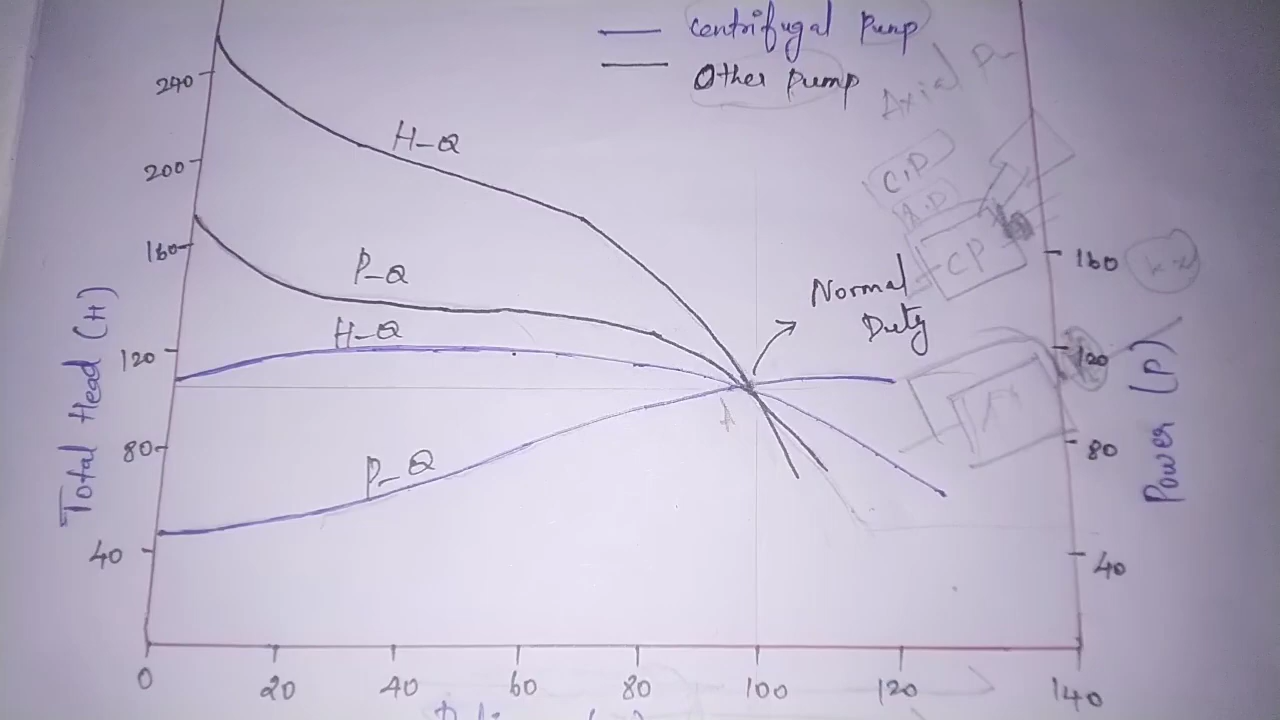 centrifugal Pump
Other pump
Axial
C.P
CP
240
200
160
120
80
40
Total Head (H)
H-Q
P-Q
H-Q
P-Q
Normal
Duty
A
160
120
80
40
Power (P)
0 20 40 60 80 100 120 140